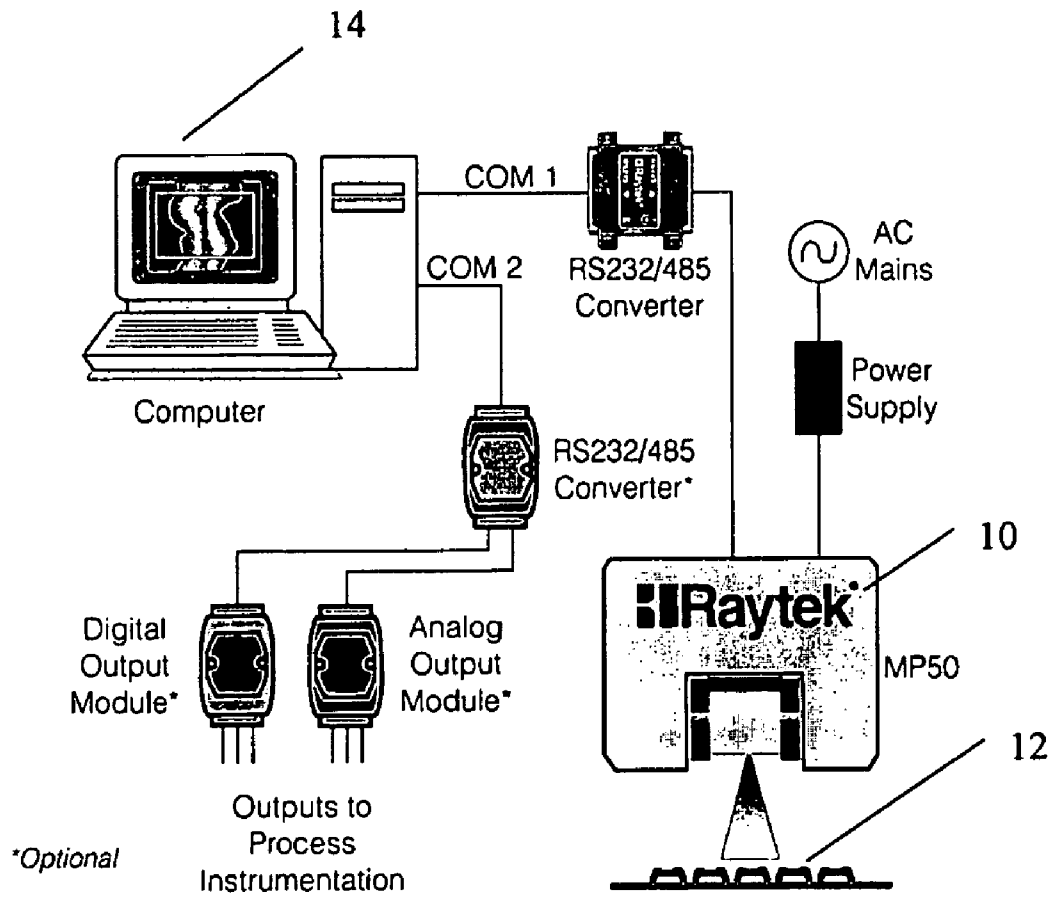 14
COM 1
COM 2
RS232/485
Converter
AC
Mains
Power
Supply
Computer
RS232/485
Converter*
10
Raytek
MP50
Digital
Output
Module*
Analog
Output
Module*
12
Outputs to
Process
Instrumentation
*Optional